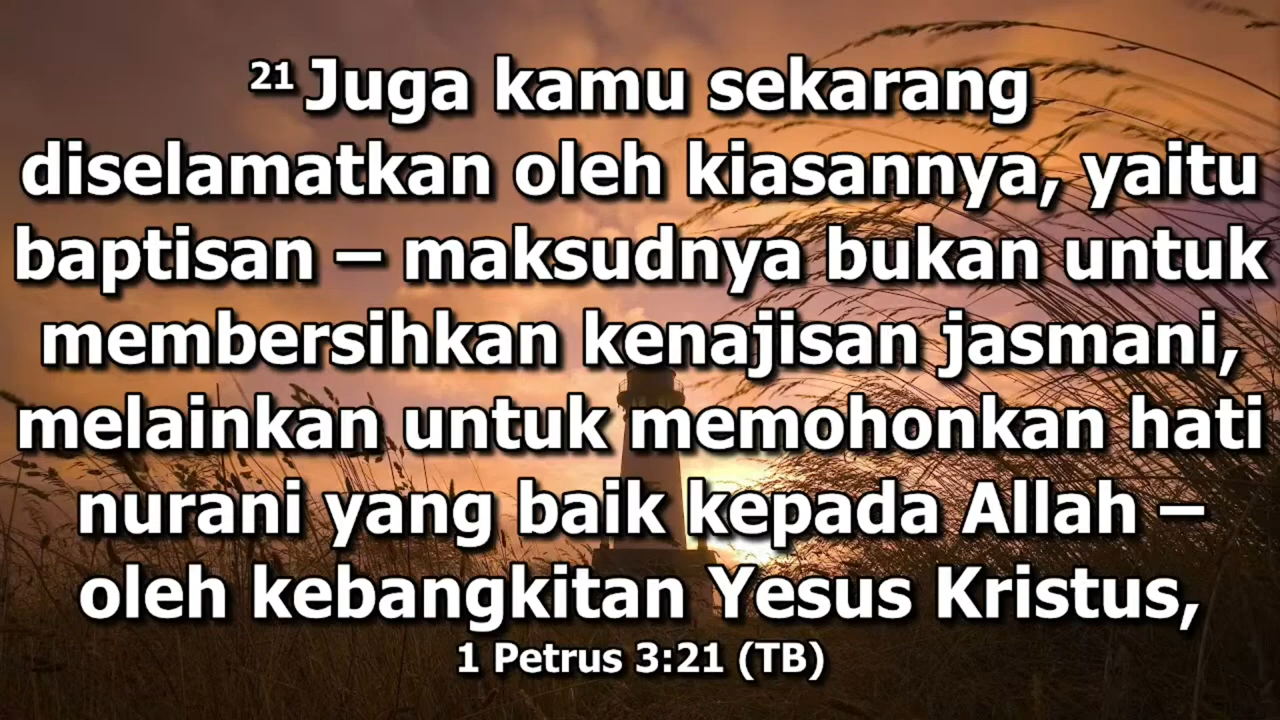 21 Juga kamu sekarang
diselamatkan oleh kiasannya, yaitu
baptisan – maksudnya bukan untuk
membersihkan kenajisan jasmani,
melainkan untuk memohonkan hati
nurani yang baik kepada Allah –
oleh kebangkitan Yesus Kristus,
1 Petrus 3:21 (TB)